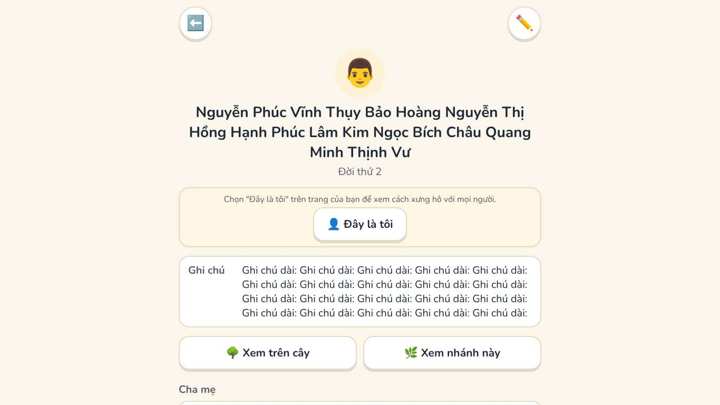 Nguyễn Phúc Vĩnh Thụy Bảo Hoàng Nguyễn Thị
Hồng Hạnh Phúc Lâm Kim Ngọc Bích Châu Quang
Minh Thịnh Vư
Đời thứ 2
Chọn "Đây là tôi" trên trang của bạn để xem cách xưng hô với mọi người.
Đây là tôi
Ghi chú
Ghi chú dài: Ghi chú dài: Ghi chú dài: Ghi chú dài: Ghi chú dài:
Ghi chú dài: Ghi chú dài: Ghi chú dài: Ghi chú dài: Ghi chú dài:
Ghi chú dài: Ghi chú dài: Ghi chú dài: Ghi chú dài: Ghi chú dài:
Ghi chú dài: Ghi chú dài: Ghi chú dài: Ghi chú dài: Ghi chú dài:
Xem trên cây
Xem nhánh này
Cha mẹ